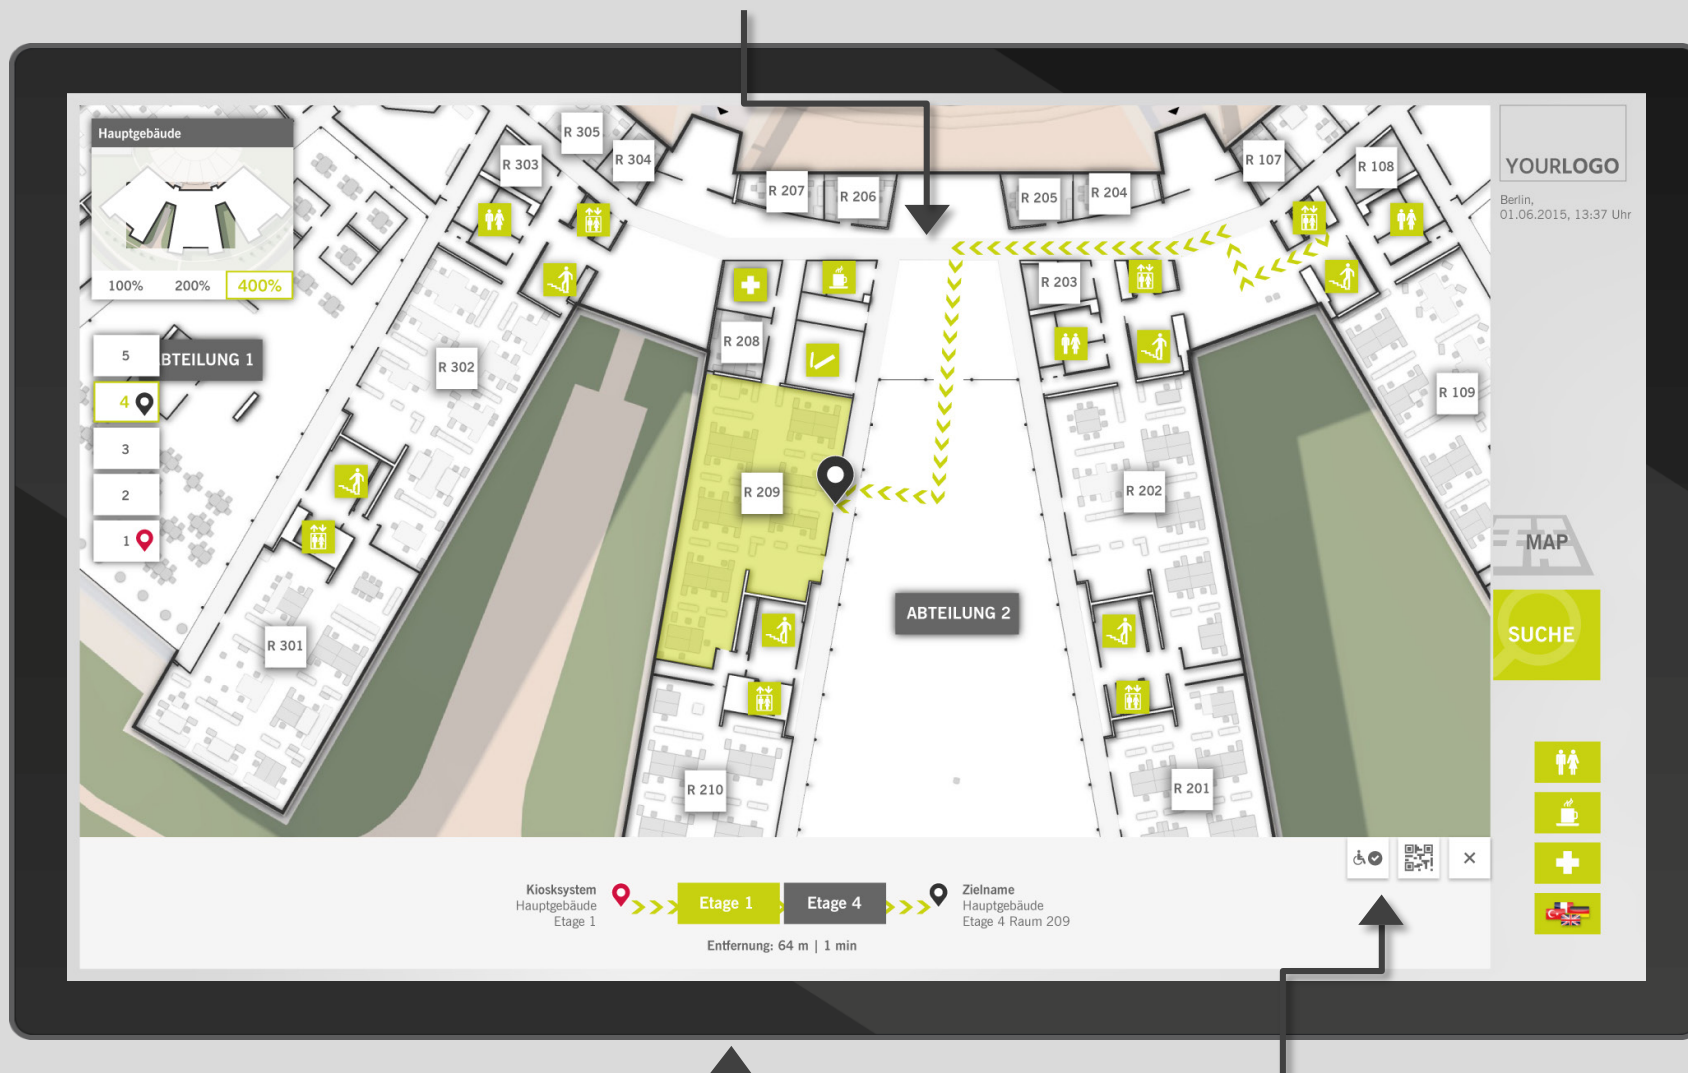 Hauptgebäude
100% 200% 400%
5
4
3
2
1
BTEILUNG 1
R 305
R 303
R 304
R 207
R 206
R 205
R 204
R 107
R 108
R 203
R 208
R 302
R 109
R 209
R 202
ABTEILUNG 2
R 301
R 210
R 201
YOURLOGO
Berlin,
01.06.2015, 13:37 Uhr
MAP
SUCHE
Kiosksystem
Hauptgebäude
Etage 1
Etage 1
Etage 4
Zielname
Hauptgebäude
Etage 4 Raum 209
Entfernung: 64 m | 1 min